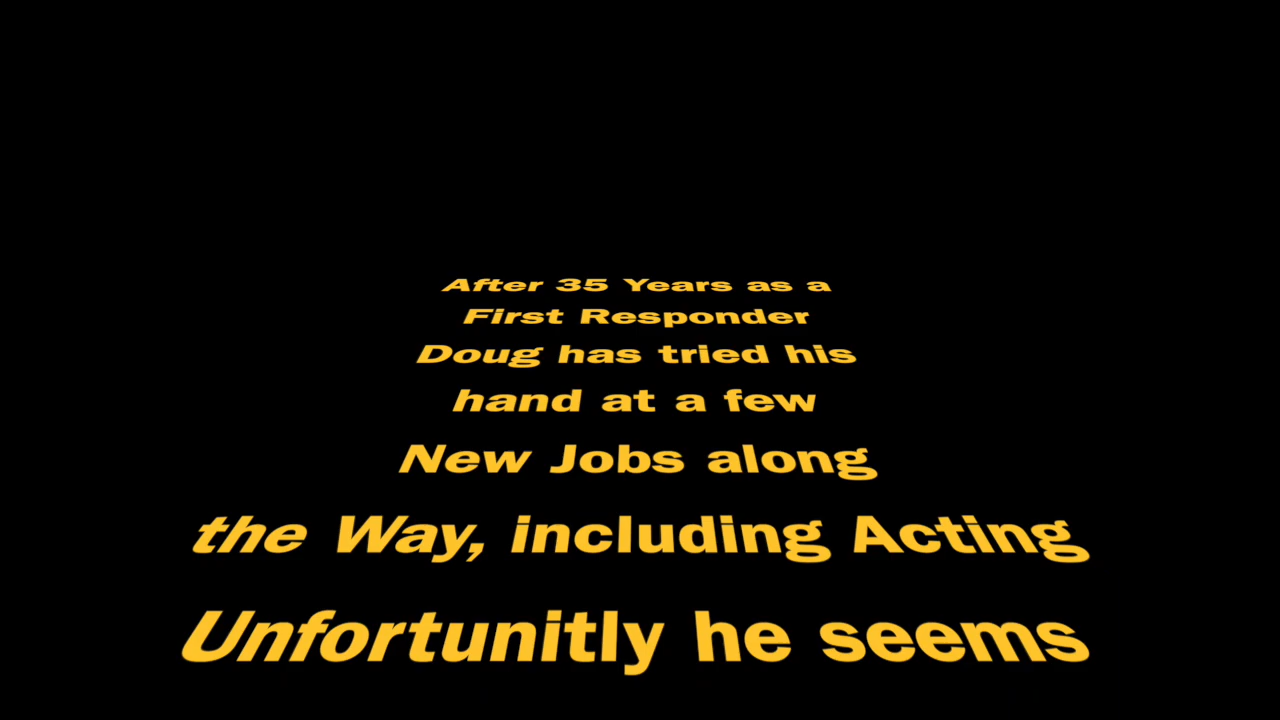 After 35 Years as a
First Responder
Doug has tried his
hand at a few
New Jobs along
the Way, including Acting
Unfortunitly he seems